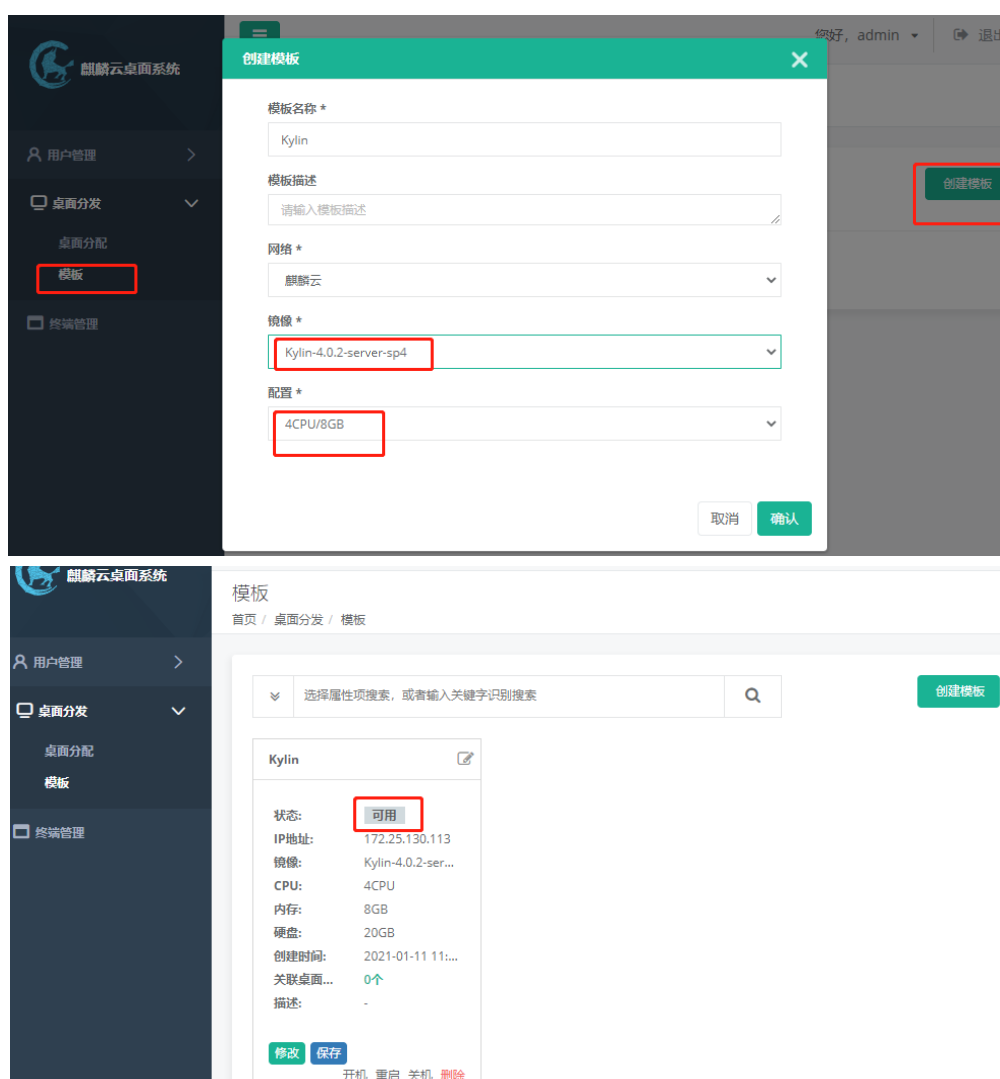 您好，admin
退出
麒麟云桌面系统
创建模板
模板名称 *
Kylin
用户管理
模板描述
桌面分发
创建模板
请输入模板描述
桌面分配
网络 *
模板
麒麟云
镜像 *
终端管理
Kylin-4.0.2-server-sp4
配置 *
4CPU/8GB
取消
确认
麒麟云桌面系统
模板
首页 / 桌面分发 / 模板
用户管理
选择属性项搜索，或者输入关键字识别搜索
创建模板
桌面分发
桌面分配
模板
终端管理
Kylin
状态: 可用
IP地址: 172.25.130.113
镜像: Kylin-4.0.2-ser...
CPU: 4CPU
内存: 8GB
硬盘: 20GB
创建时间: 2021-01-11 11:...
关联桌面... 0个
描述: -
修改 保存
开机 重启 关机 删除